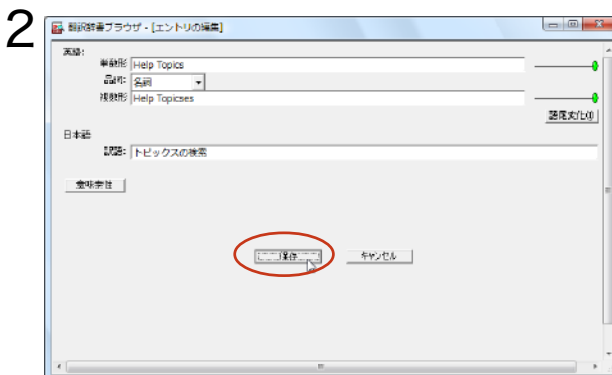 2
翻訳辞書ブラウザ - [エントリの編集]
英語:
単数形 Help Topics
品詞: 名詞
複数形 Help Topicses
語尾変化(I)
日本語
訳語: トピックスの検索
意味属性
保存 キャンセル